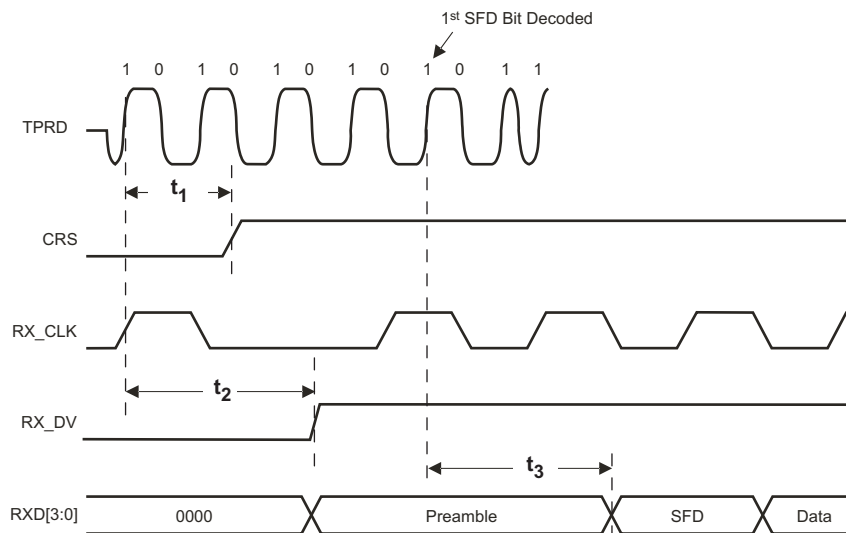 1st SFD Bit Decoded
1 0 1 0 1 0 1 0 1 0 1 1
TPRD
t1
CRS
RX_CLK
t2
RX_DV
t3
RXD[3:0] 0000 Preamble SFD Data